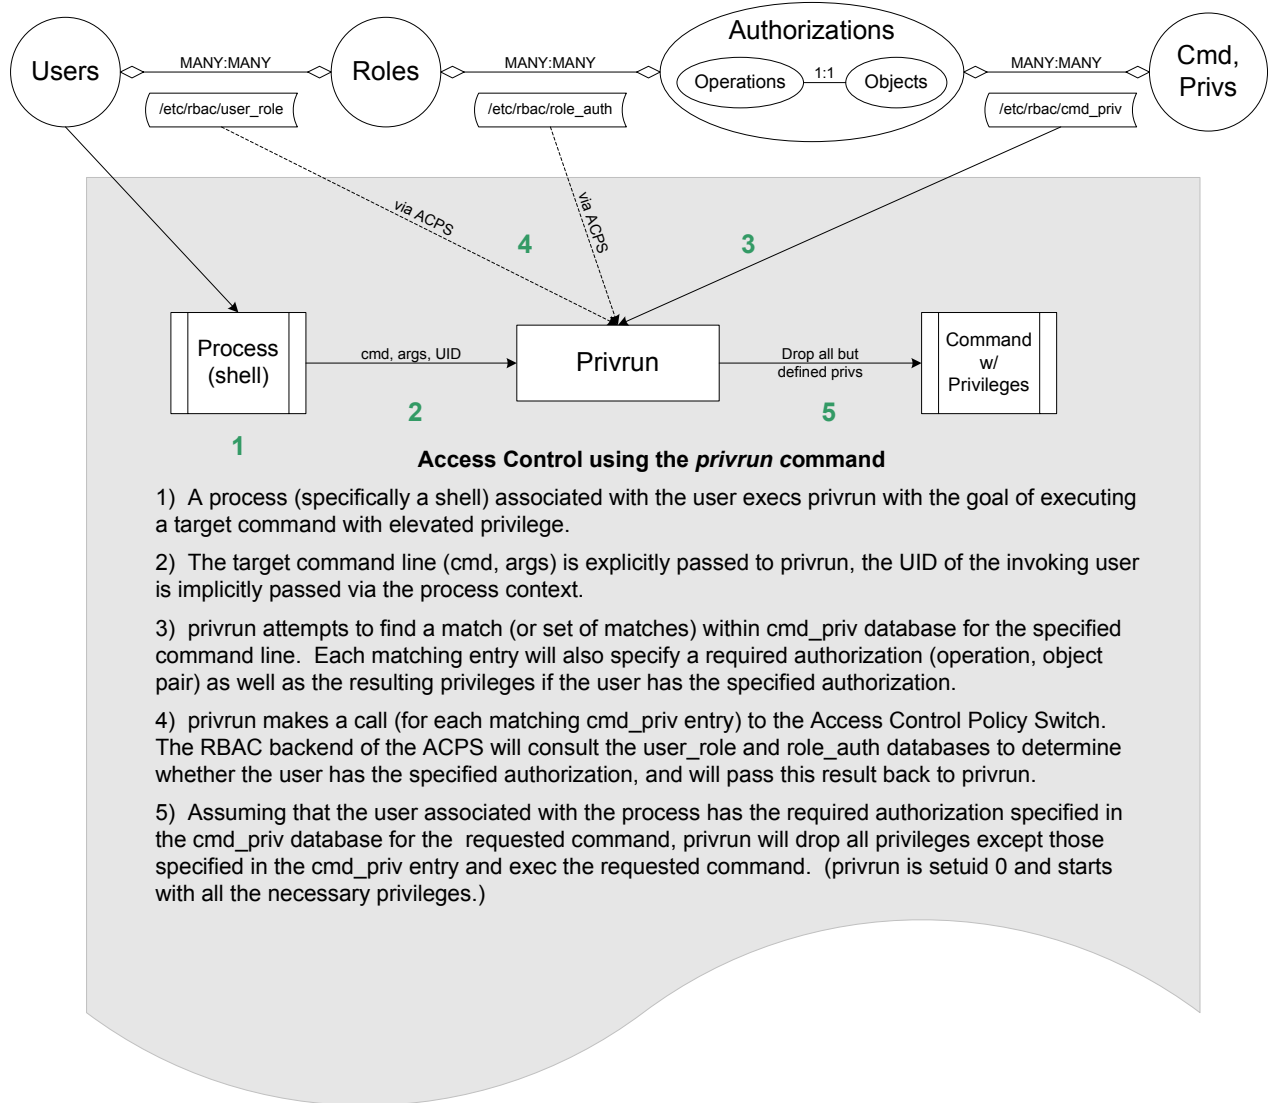 Users
MANY:MANY
/etc/rbac/user_role
Roles
MANY:MANY
/etc/rbac/role_auth
Authorizations
Operations
1:1
Objects
MANY:MANY
/etc/rbac/cmd_priv
Cmd,
Privs
via ACPS
4
via ACPS
3
Process
(shell)
1
cmd, args, UID
2
Privrun
Drop all but
defined privs
5
Command
w/
Privileges
Access Control using the privrun command
1) A process (specifically a shell) associated with the user execs privrun with the goal of executing
a target command with elevated privilege.
2) The target command line (cmd, args) is explicitly passed to privrun, the UID of the invoking user
is implicitly passed via the process context.
3) privrun attempts to find a match (or set of matches) within cmd_priv database for the specified
command line. Each matching entry will also specify a required authorization (operation, object
pair) as well as the resulting privileges if the user has the specified authorization.
4) privrun makes a call (for each matching cmd_priv entry) to the Access Control Policy Switch.
The RBAC backend of the ACPS will consult the user_role and role_auth databases to determine
whether the user has the specified authorization, and will pass this result back to privrun.
5) Assuming that the user associated with the process has the required authorization specified in
the cmd_priv database for the requested command, privrun will drop all privileges except those
specified in the cmd_priv entry and exec the requested command. (privrun is setuid 0 and starts
with all the necessary privileges.)